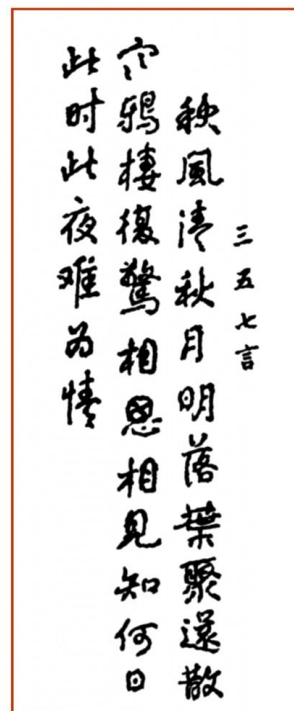 三五七言
秋風清秋月明落葉聚還散
寒鴉棲復驚相思相見知何日
此时此夜难为情